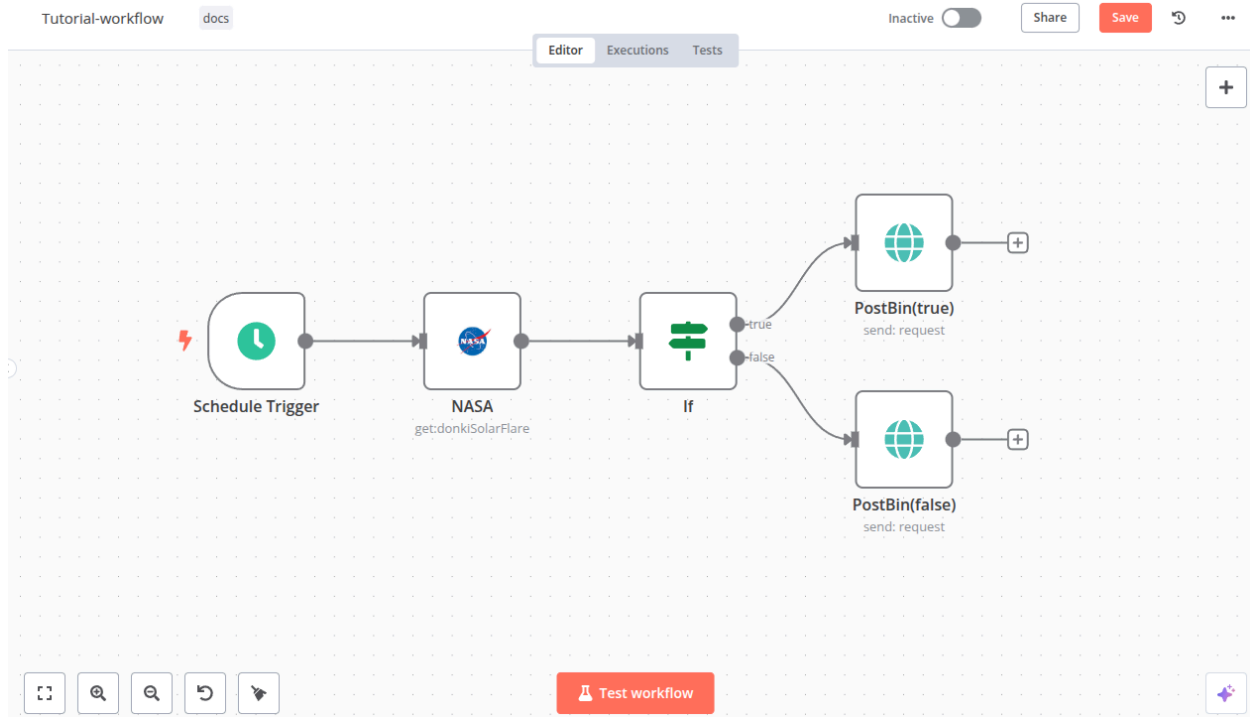 Tutorial-workflow docs Inactive Share Save
Editor Executions Tests
true
false
PostBin(true)
send: request
Schedule Trigger
NASA
NASA
get:donkiSolarFlare
If
PostBin(false)
send: request
Test workflow